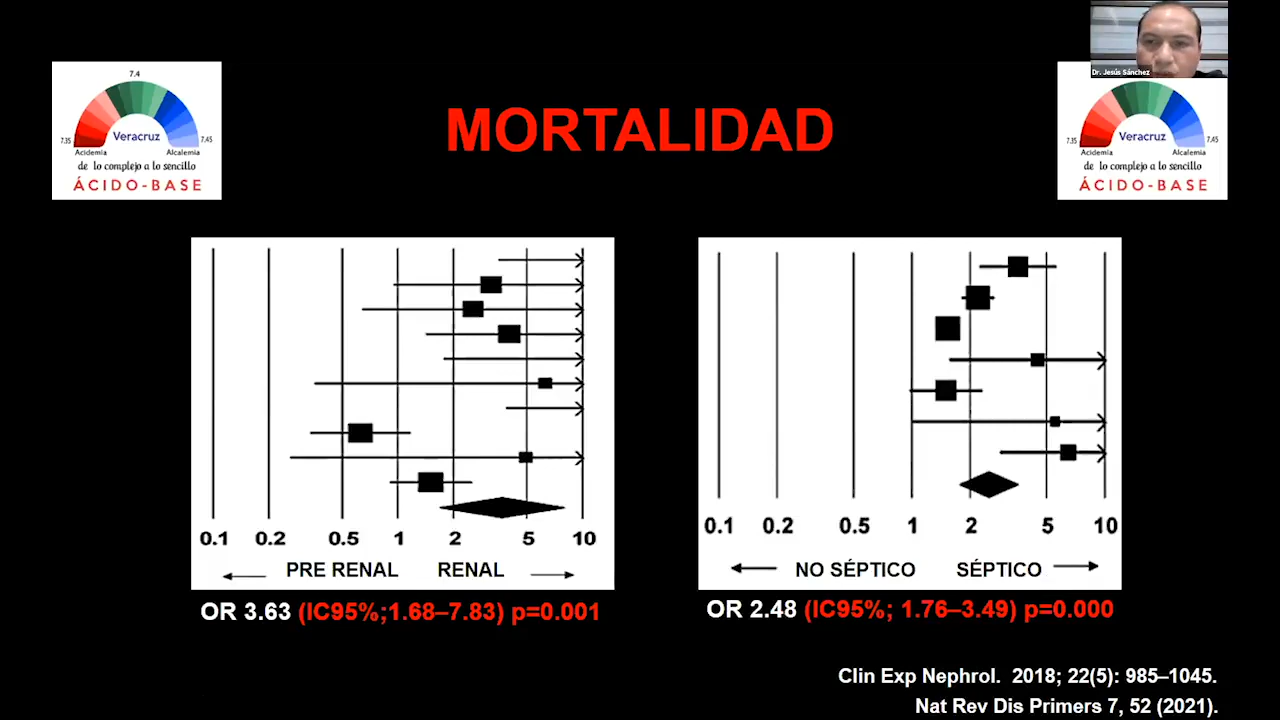 Dr. Jesús Sánchez
7.4
7.35
Veracruz
7.45
Acidemia
Alcalemia
de lo complejo a lo sencillo
ÁCIDO-BASE
MORTALIDAD
7.35
Veracruz
7.45
Acidemia
Alcalemia
de lo complejo a lo sencillo
ÁCIDO-BASE
0.1 0.2 0.5 1 2 5 10
PRE RENAL RENAL
OR 3.63 (IC95%;1.68–7.83) p=0.001
0.1 0.2 0.5 1 2 5 10
NO SÉPTICO SÉPTICO
OR 2.48 (IC95%; 1.76–3.49) p=0.000
Clin Exp Nephrol. 2018; 22(5): 985–1045.
Nat Rev Dis Primers 7, 52 (2021).